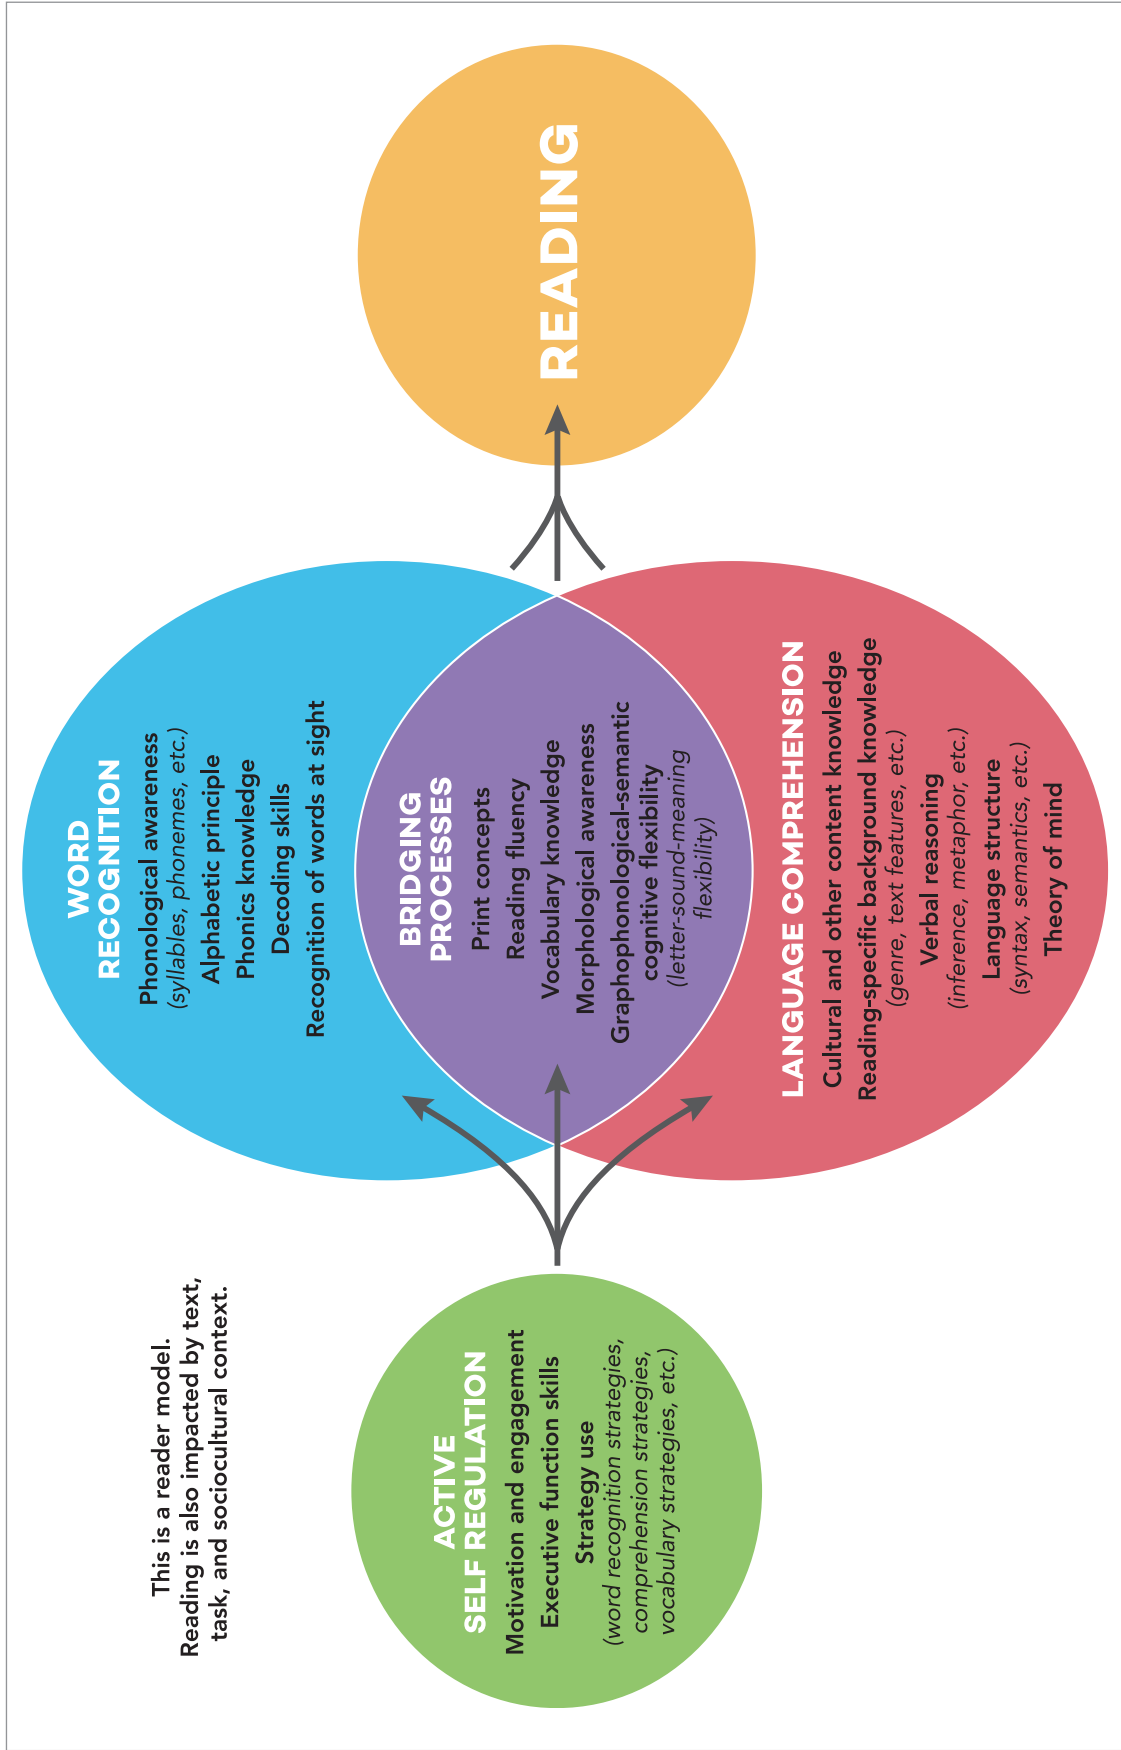 This is a reader model.
Reading is also impacted by text,
task, and sociocultural context.
ACTIVE
SELF REGULATION
Motivation and engagement
Executive function skills
Strategy use
(word recognition strategies,
comprehension strategies,
vocabulary strategies, etc.)
WORD
RECOGNITION
Phonological awareness
(syllables, phonemes, etc.)
Alphabetic principle
Phonics knowledge
Decoding skills
Recognition of words at sight
BRIDGING
PROCESSES
Print concepts
Reading fluency
Vocabulary knowledge
Morphological awareness
Graphophonological-semantic
cognitive flexibility
(letter-sound-meaning
flexibility)
LANGUAGE COMPREHENSION
Cultural and other content knowledge
Reading-specific background knowledge
(genre, text features, etc.)
Verbal reasoning
(inference, metaphor, etc.)
Language structure
(syntax, semantics, etc.)
Theory of mind
READING